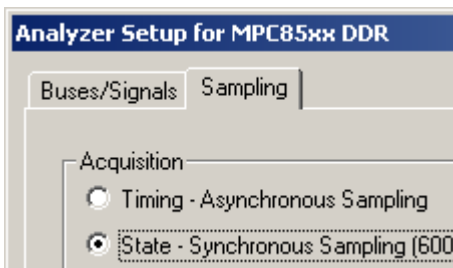 Analyzer Setup for MPC85xx DDR
Buses/Signals Sampling
Acquisition
Timing - Asynchronous Sampling
State - Synchronous Sampling (600